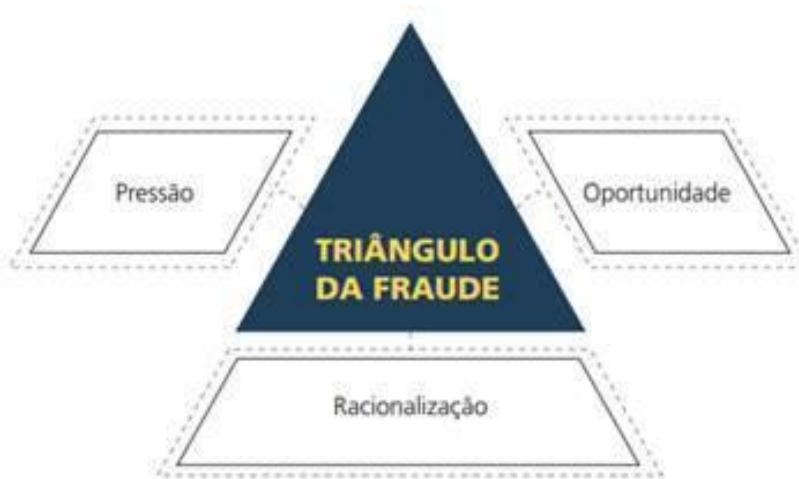 Pressão
Oportunidade
TRIÂNGULO
DA FRAUDE
Racionalização